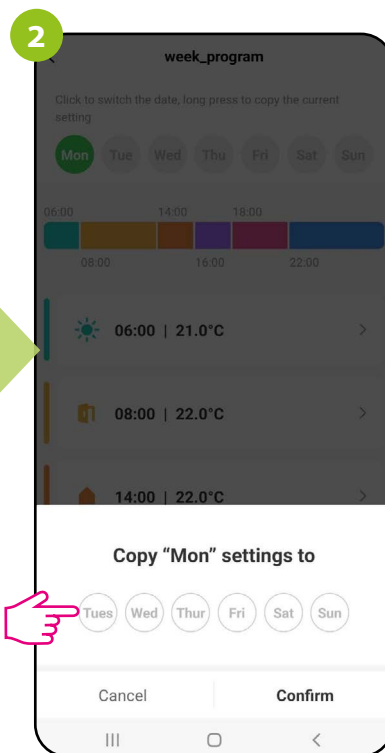 2
week_program
Click to switch the date, long press to copy the current
setting
Mon Tue Wed Thu Fri Sat Sun
06:00 14:00 18:00
08:00 16:00 22:00
06:00 | 21.0°C
08:00 | 22.0°C
14:00 | 22.0°C
Copy “Mon” settings to
Tues Wed Thur Fri Sat Sun
Cancel Confirm